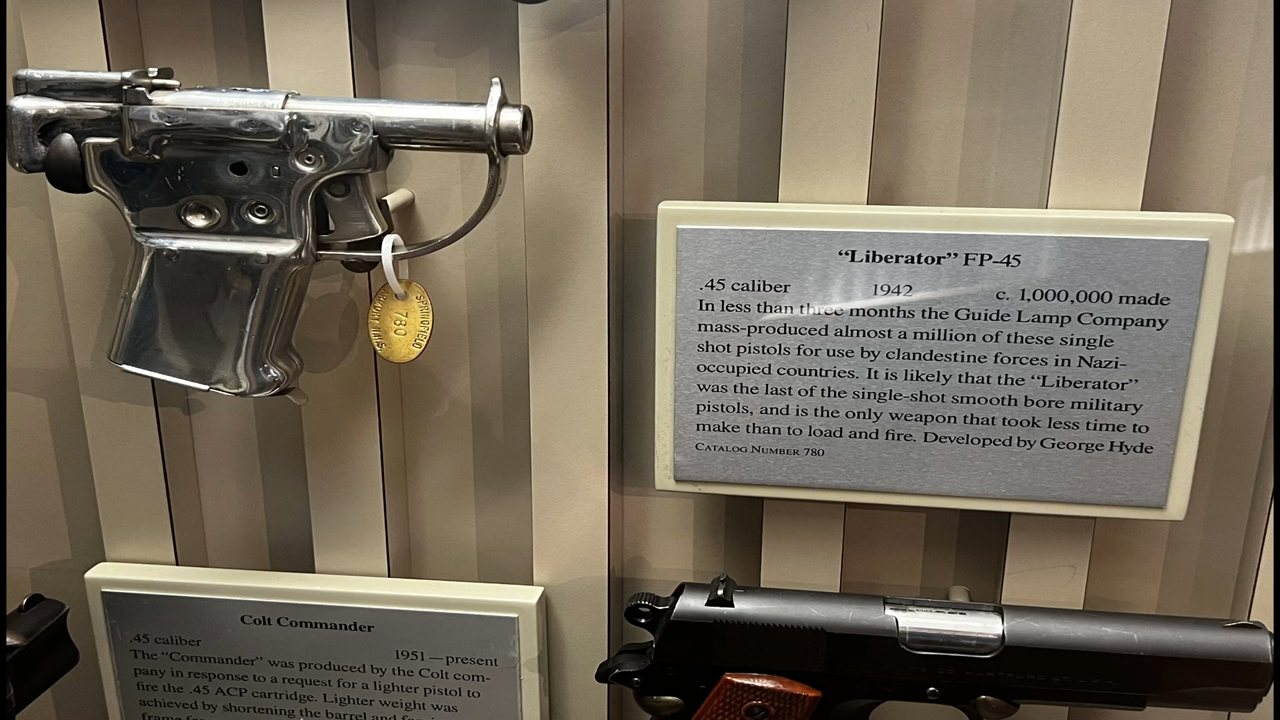 SPRINGFIELD
780
"Liberator" FP-45
.45 caliber 1942 c. 1,000,000 made
In less than three months the Guide Lamp Company
mass-produced almost a million of these single
shot pistols for use by clandestine forces in Nazi-
occupied countries. It is likely that the "Liberator"
was the last of the single-shot smooth bore military
pistols, and is the only weapon that took less time to
make than to load and fire. Developed by George Hyde
CATALOG NUMBER 780
Colt Commander
.45 caliber 1951—present
The "Commander" was produced by the Colt com-
pany in response to a request for a lighter pistol to
fire the .45 ACP cartridge. Lighter weight was
achieved by shortening the barrel and